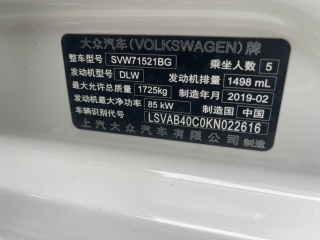 大众汽车(VOLKSWAGEN)牌
整车型号 SVW71521BG 乘坐人数 5
发动机型号 DLW 发动机排量 1498 mL
最大允许总质量 1725kg 制造年月 2019-02
发动机最大净功率 85 kW 制造国 中国
车辆识别代号 LSVAB40C0KN022616
上汽大众汽车有限公司 制造